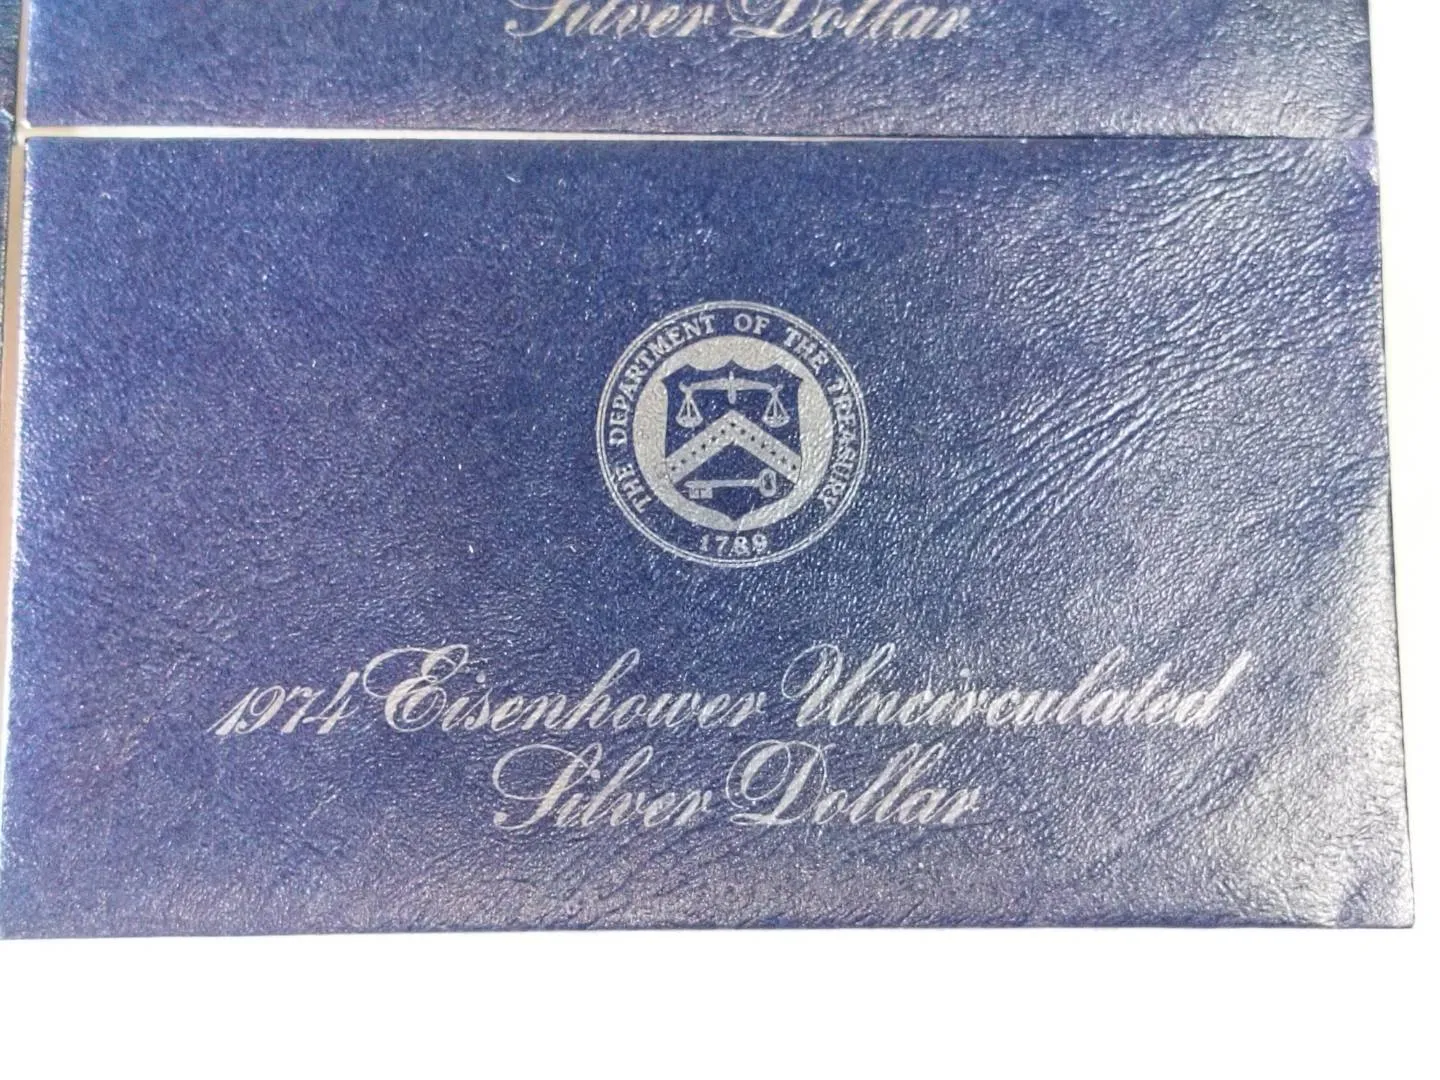 Silver Dollar
THE DEPARTMENT OF THE TREASURY
1789
1974 Eisenhower Uncirculated
Silver Dollar